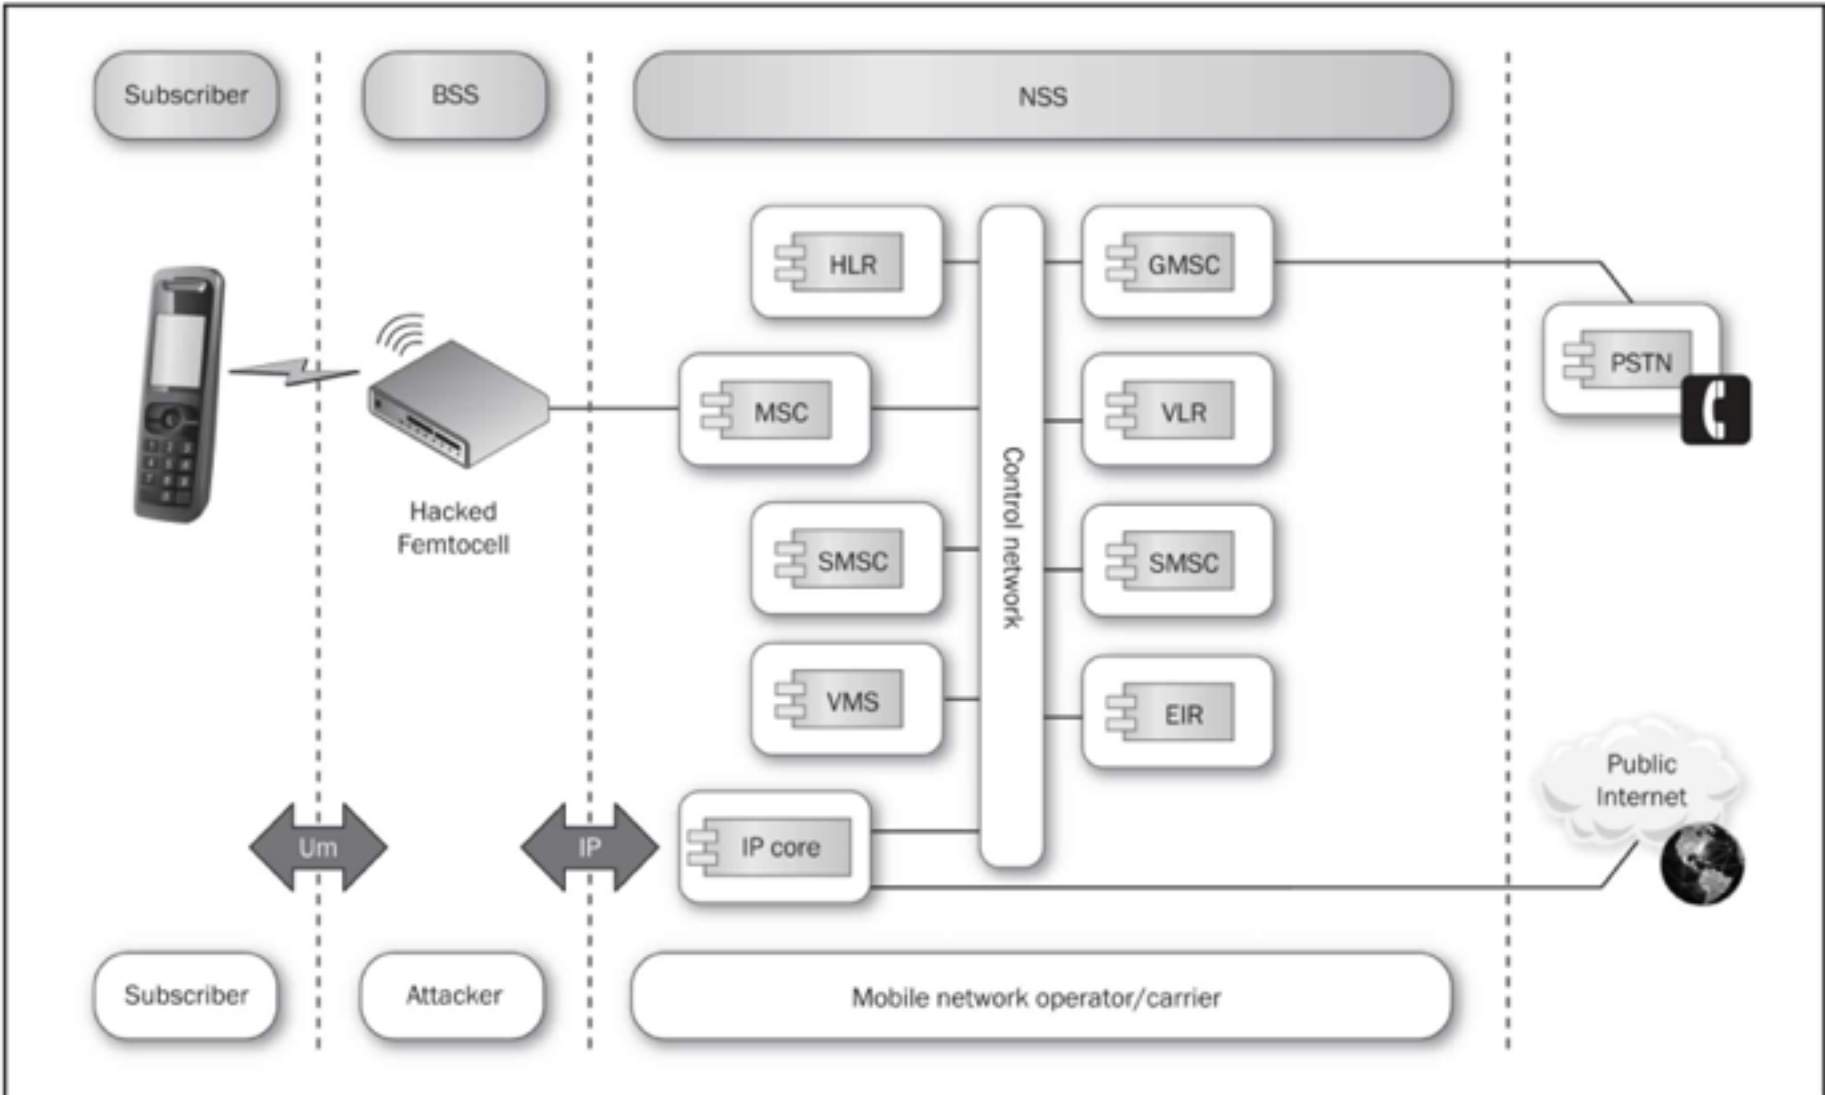 Subscriber
BSS
NSS
HLR
GMSC
PSTN
MSC
VLR
Hacked
Femtocell
SMSC
SMSC
Control network
VMS
EIR
Public
Internet
Um
IP
IP core
Subscriber
Attacker
Mobile network operator/carrier